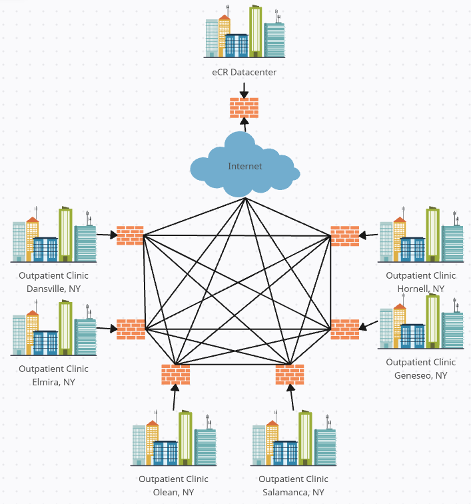 eCR Datacenter
Internet
Outpatient Clinic
Dansville, NY
Outpatient Clinic
Hornell, NY
Outpatient Clinic
Elmira, NY
Outpatient Clinic
Geneseo, NY
Outpatient Clinic
Olean, NY
Outpatient Clinic
Salamanca, NY